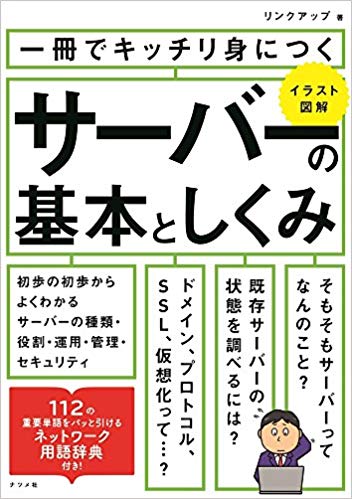 リンクアップ 著
一冊でキッチリ身につく
イラスト
図解
サーバーの
基本としくみ
初歩の初歩から
よくわかる
サーバーの種類・
役割・運用・管理・
セキュリティ
そもそもサーバーって
なんのこと?
既存サーバーの
状態を調べるには?
ドメイン、プロトコル、
SSL、仮想化って…?
112の
重要単語をパッと引ける
ネットワーク
用語辞典
付き!
ナツメ社